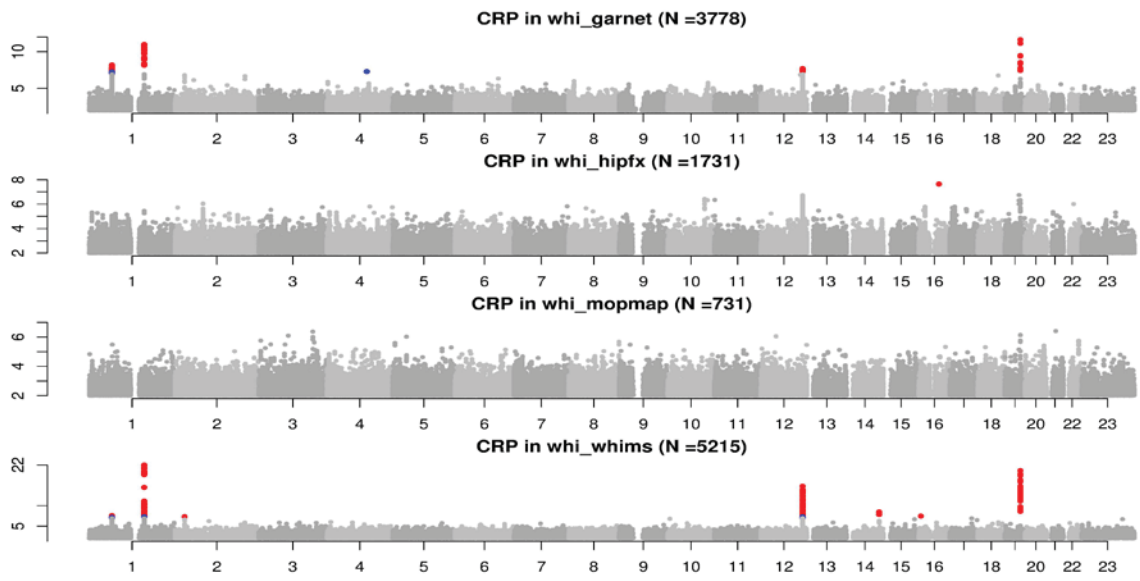 CRP in whi_garnet (N =3778)
10
5
1 2 3 4 5 6 7 8 9 10 11 12 13 14 15 16 18 20 22 23
CRP in whi_hipfx (N =1731)
8
6
4
2
1 2 3 4 5 6 7 8 9 10 11 12 13 14 15 16 18 20 22 23
CRP in whi_mopmap (N =731)
6
4
2
1 2 3 4 5 6 7 8 9 10 11 12 13 14 15 16 18 20 22 23
CRP in whi_whims (N =5215)
22
5
1 2 3 4 5 6 7 8 9 10 11 12 13 14 15 16 18 20 22 23